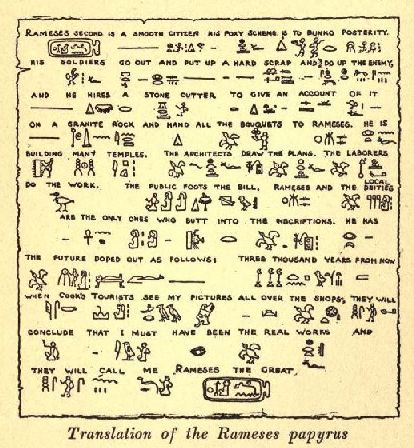 RAMESES SECOND IS A SMOOTH CITIZEN HIS FOXY SCHEME IS TO BUNKO POSTERITY.
HIS SOLDIERS GO OUT AND PUT UP A HARD SCRAP AND DO UP THE ENEMY,
AND HE HIRES A STONE CUTTER TO GIVE AN ACCOUNT OF IT
ON A GRANITE ROCK AND HAND ALL THE BOUQUETS TO RAMESES. HE IS
BUILDING MANY TEMPLES. THE ARCHITECTS DRAW THE PLANS. THE LABORERS
DO THE WORK. THE PUBLIC FOOTS THE BILL, RAMESES AND THE LOCAL DEITIES
ARE THE ONLY ONES WHO BUTT INTO THE INSCRIPTIONS. HE HAS
THE FUTURE DOPED OUT AS FOLLOWS: THREE THOUSAND YEARS FROM NOW
WHEN COOK'S TOURISTS SEE MY PICTURES ALL OVER THE SHOPS, THEY WILL
CONCLUDE THAT I MUST HAVE BEEN THE REAL WORKS AND
THEY WILL CALL ME RAMESES THE GREAT.
Translation of the Rameses papyrus